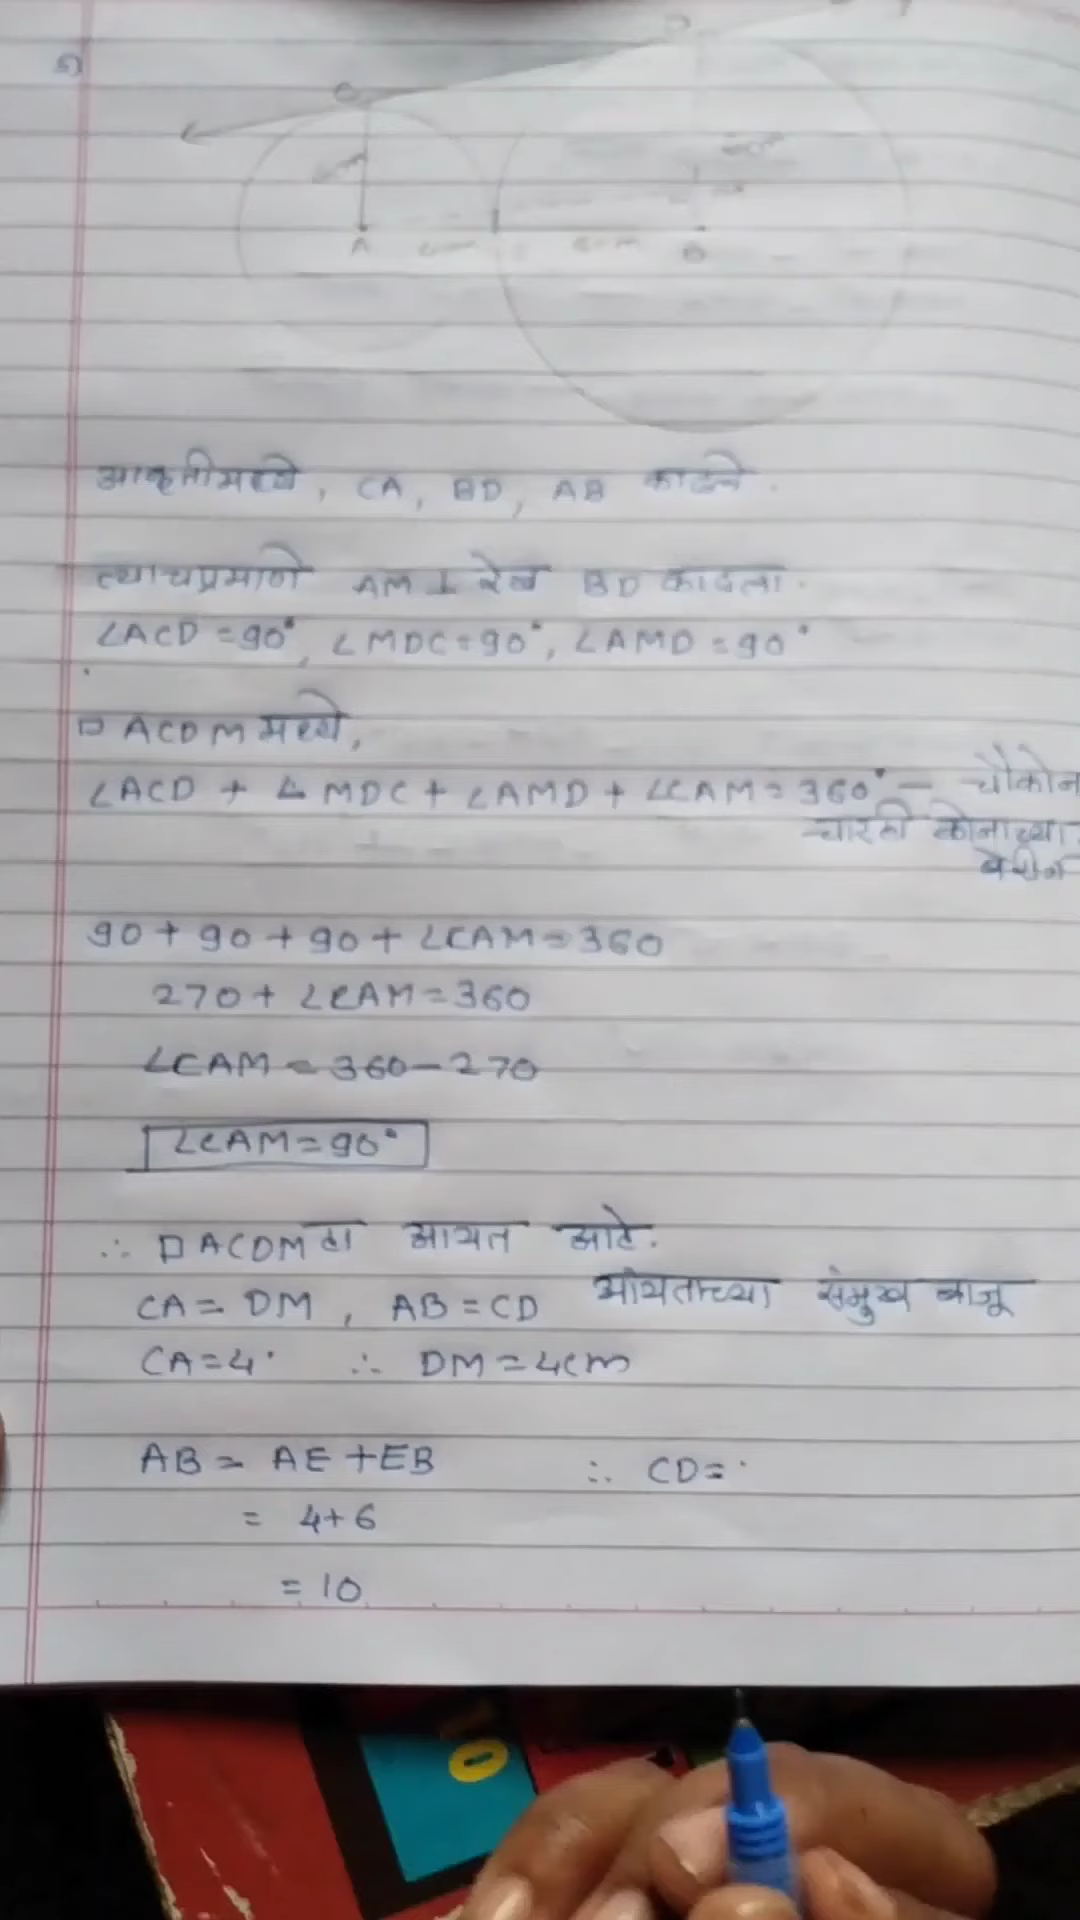 १)
C
A
B
आकृतीमध्ये, CA, BD, AB काढले.
त्याचप्रमाणे AM ⊥ रेख BD काढला.
∠ACD = 90°, ∠MDC = 90°, ∠AMD = 90°
□ ACDM मध्ये,
∠ACD + ∠MDC + ∠AMD + ∠CAM = 360° – चौकोन
चारही कोनाच्या
बेरीज
90 + 90 + 90 + ∠CAM = 360
270 + ∠CAM = 360
∠CAM = 360 – 270
∠CAM = 90°
∴ □ ACDM हा आयत आहे.
CA = DM, AB = CD आयताच्या संमुख बाजू
CA = 4 ∴ DM = 4cm
AB = AE + EB ∴ CD =
= 4 + 6
= 10
10